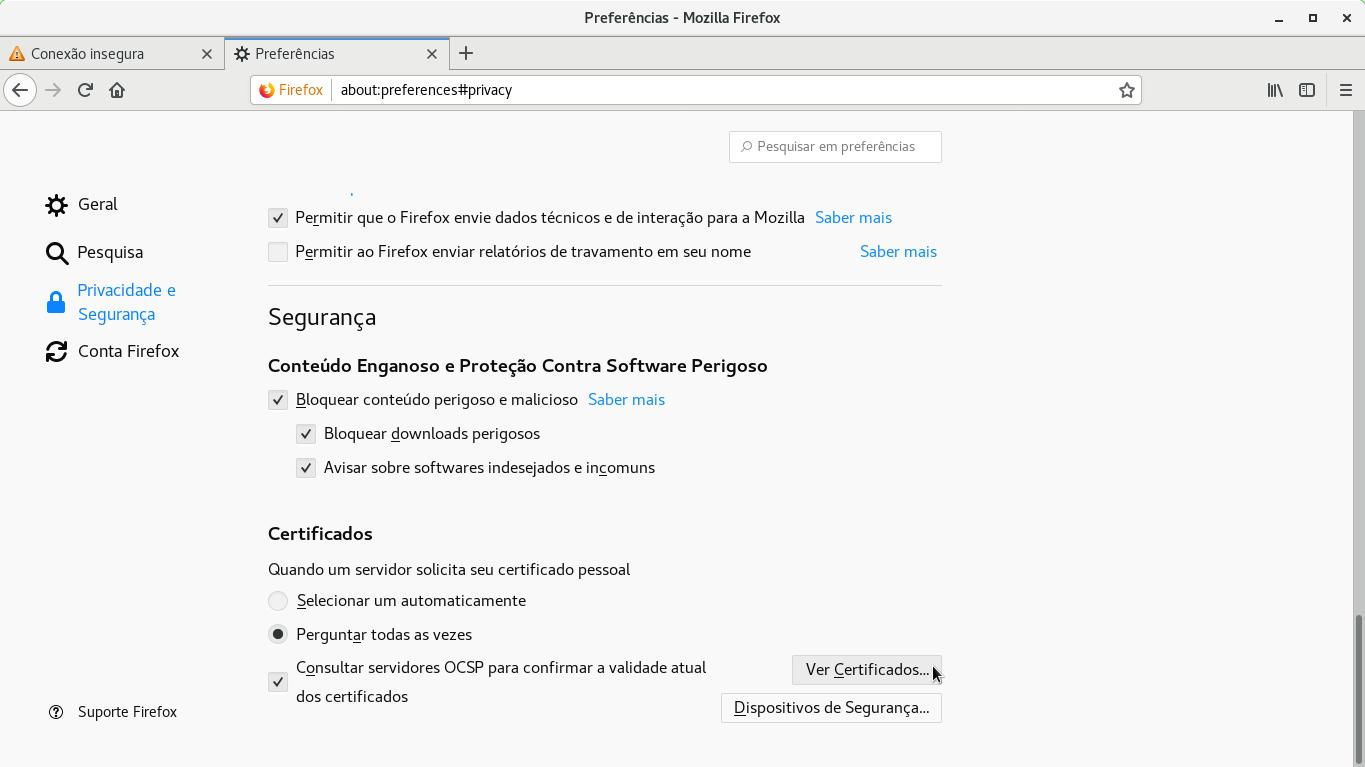 Preferências - Mozilla Firefox
Conexão insegura
Preferências
Firefox
about:preferences#privacy
Pesquisar em preferências
Geral
Pesquisa
Privacidade e
Segurança
Conta Firefox
Suporte Firefox
Permitir que o Firefox envie dados técnicos e de interação para a Mozilla Saber mais
Permitir ao Firefox enviar relatórios de travamento em seu nome Saber mais
Segurança
Conteúdo Enganoso e Proteção Contra Software Perigoso
Bloquear conteúdo perigoso e malicioso Saber mais
Bloquear downloads perigosos
Avisar sobre softwares indesejados e incomuns
Certificados
Quando um servidor solicita seu certificado pessoal
Selecionar um automaticamente
Perguntar todas as vezes
Consultar servidores OCSP para confirmar a validade atual
dos certificados
Ver Certificados...
Dispositivos de Segurança...